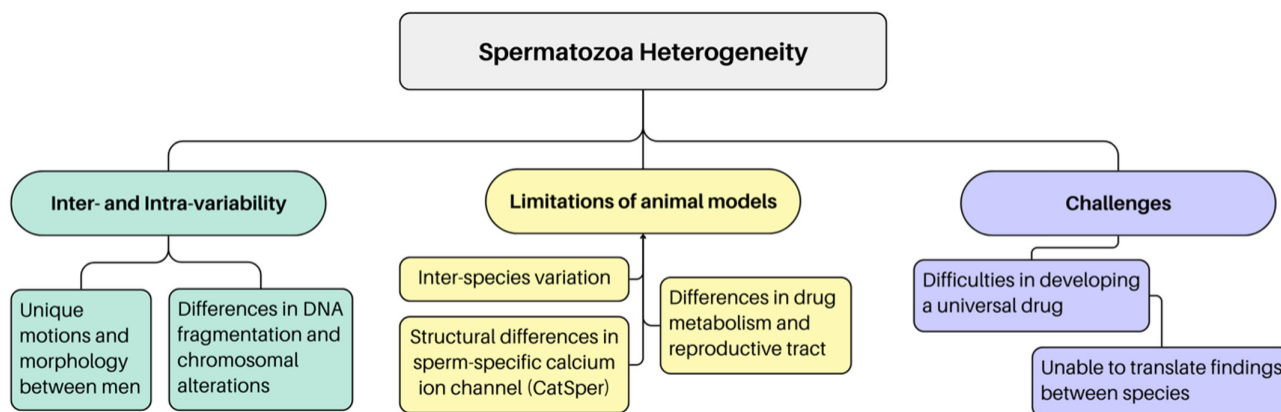 Spermatozoa Heterogeneity
Inter- and Intra-variability
Unique
motions and
morphology
between men
Differences in DNA
fragmentation and
chromosomal
alterations
Limitations of animal models
Inter-species variation
Structural differences in
sperm-specific calcium
ion channel (CatSper)
Differences in drug
metabolism and
reproductive tract
Challenges
Difficulties in developing
a universal drug
Unable to translate findings
between species